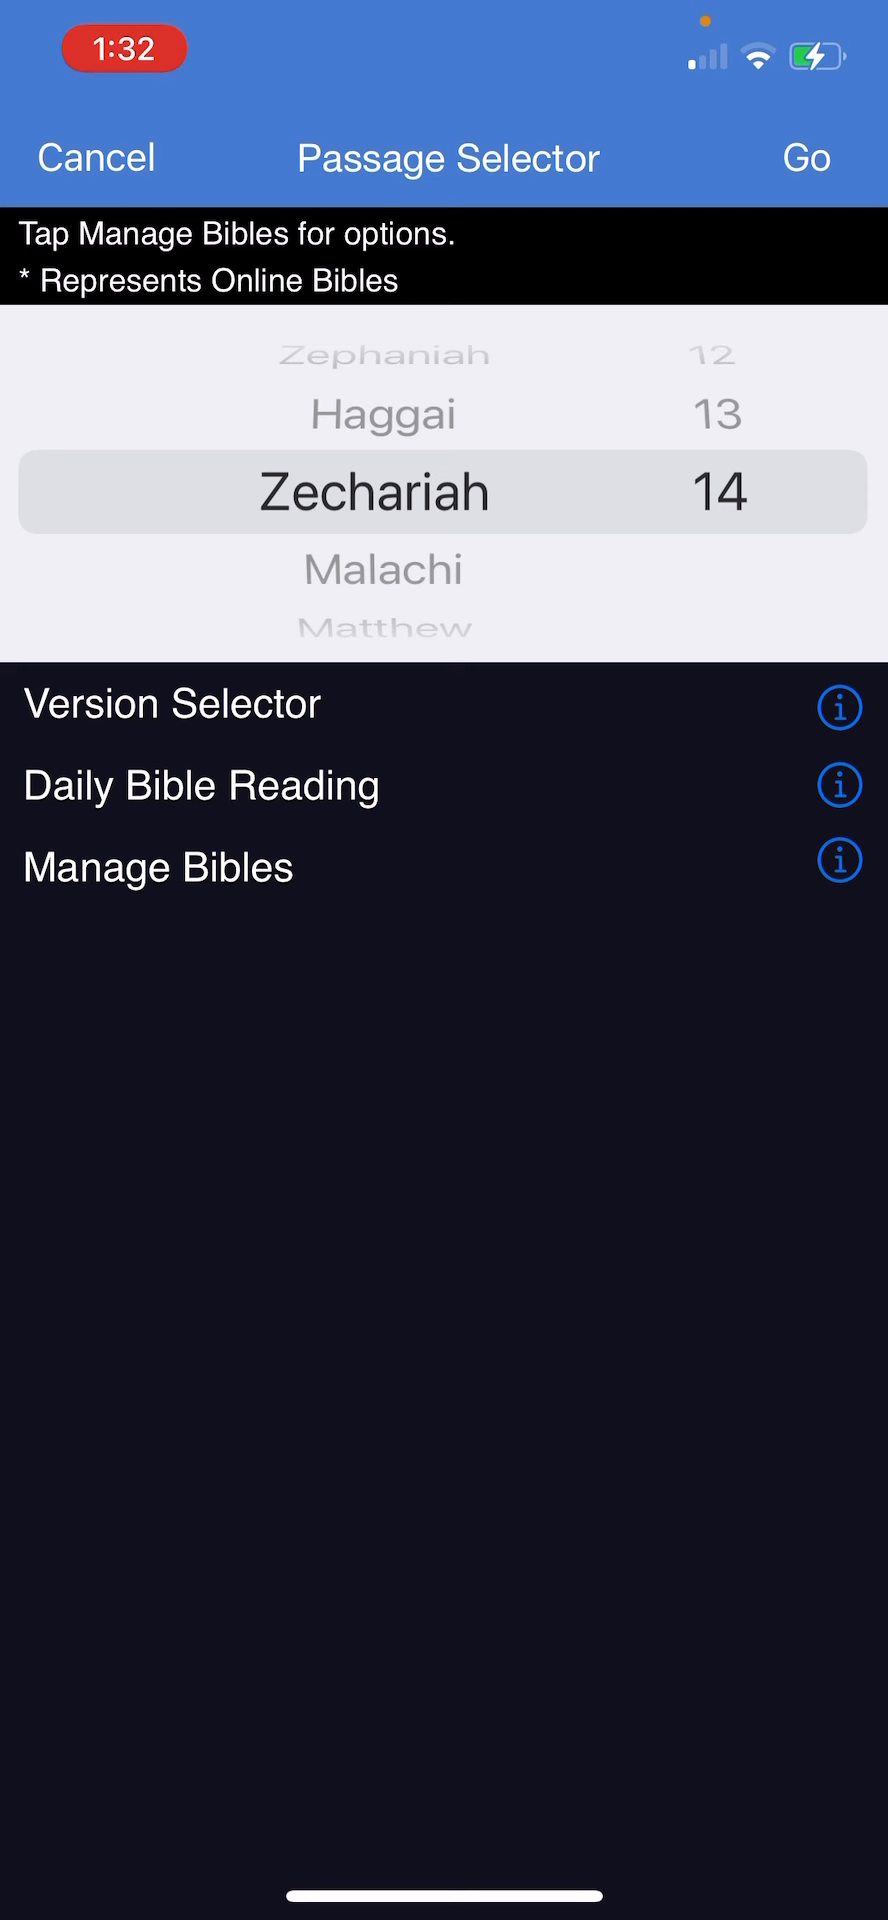 1:32
Cancel Passage Selector Go
Tap Manage Bibles for options.
* Represents Online Bibles
Zephaniah 12
Haggai 13
Zechariah 14
Malachi
Matthew
Version Selector
Daily Bible Reading
Manage Bibles